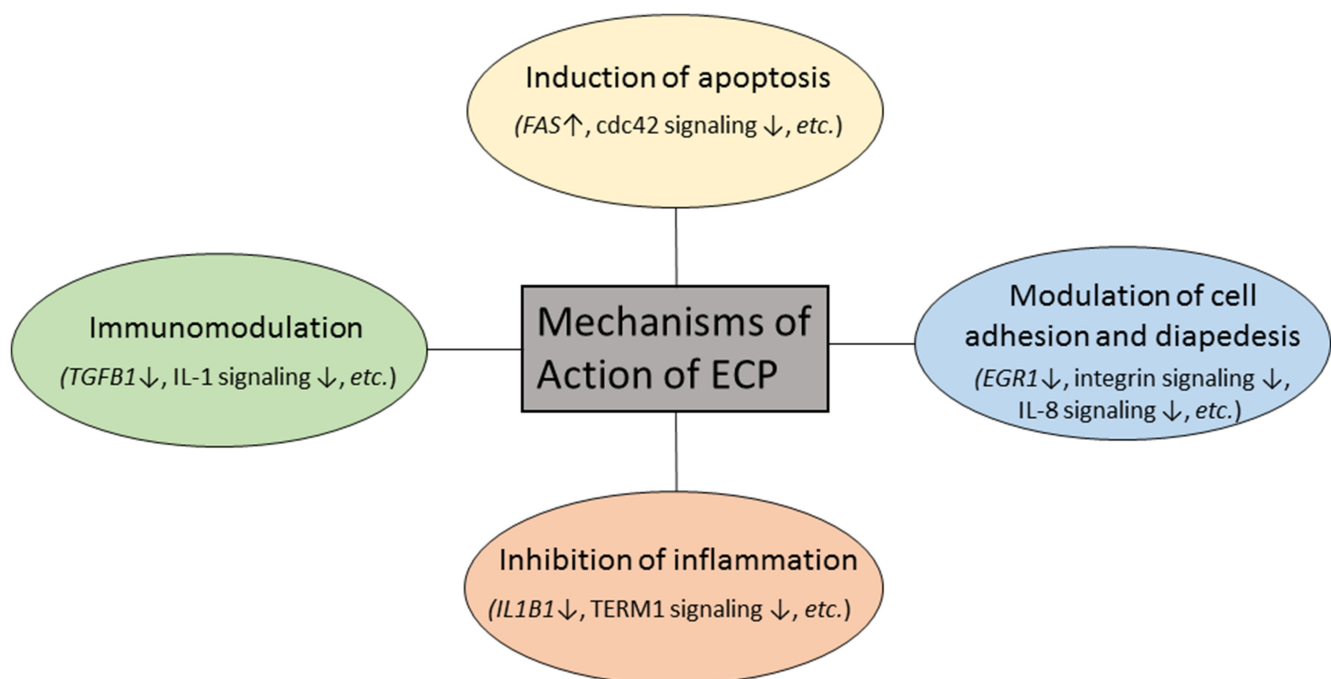 Induction of apoptosis
(FAS↑, cdc42 signaling ↓, etc.)
Immunomodulation
(TGFB1↓, IL-1 signaling ↓, etc.)
Mechanisms of
Action of ECP
Modulation of cell
adhesion and diapedesis
(EGR1↓, integrin signaling ↓,
IL-8 signaling ↓, etc.)
Inhibition of inflammation
(IL1B1↓, TERM1 signaling ↓, etc.)